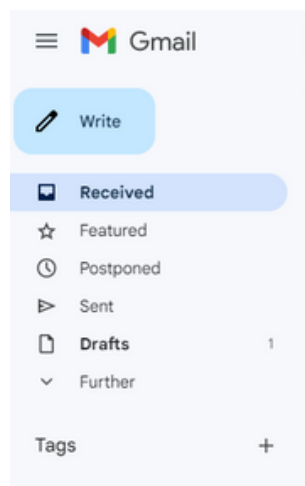 Gmail
Write
Received
Featured
Postponed
Sent
Drafts 1
Further
Tags +